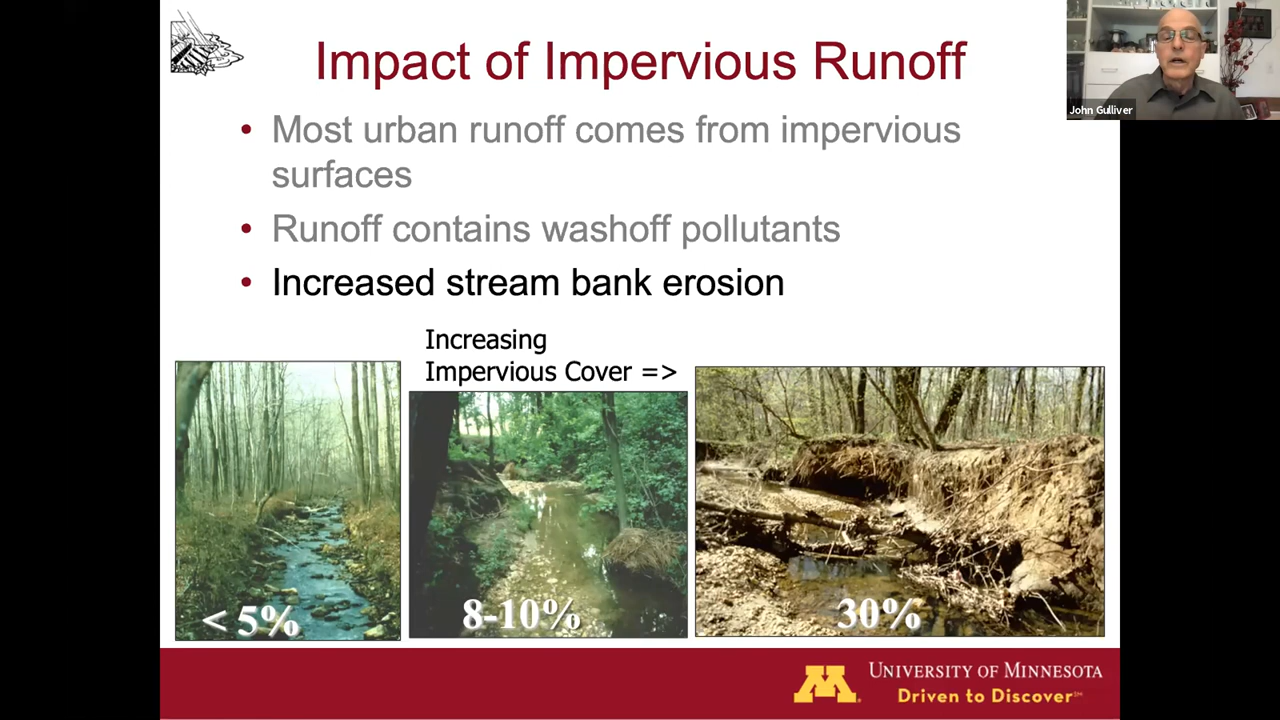 Impact of Impervious Runoff
John Gulliver
• Most urban runoff comes from impervious
surfaces
• Runoff contains washoff pollutants
• Increased stream bank erosion
Increasing
Impervious Cover =>
< 5%
8-10%
30%
M
UNIVERSITY OF MINNESOTA
Driven to Discover℠